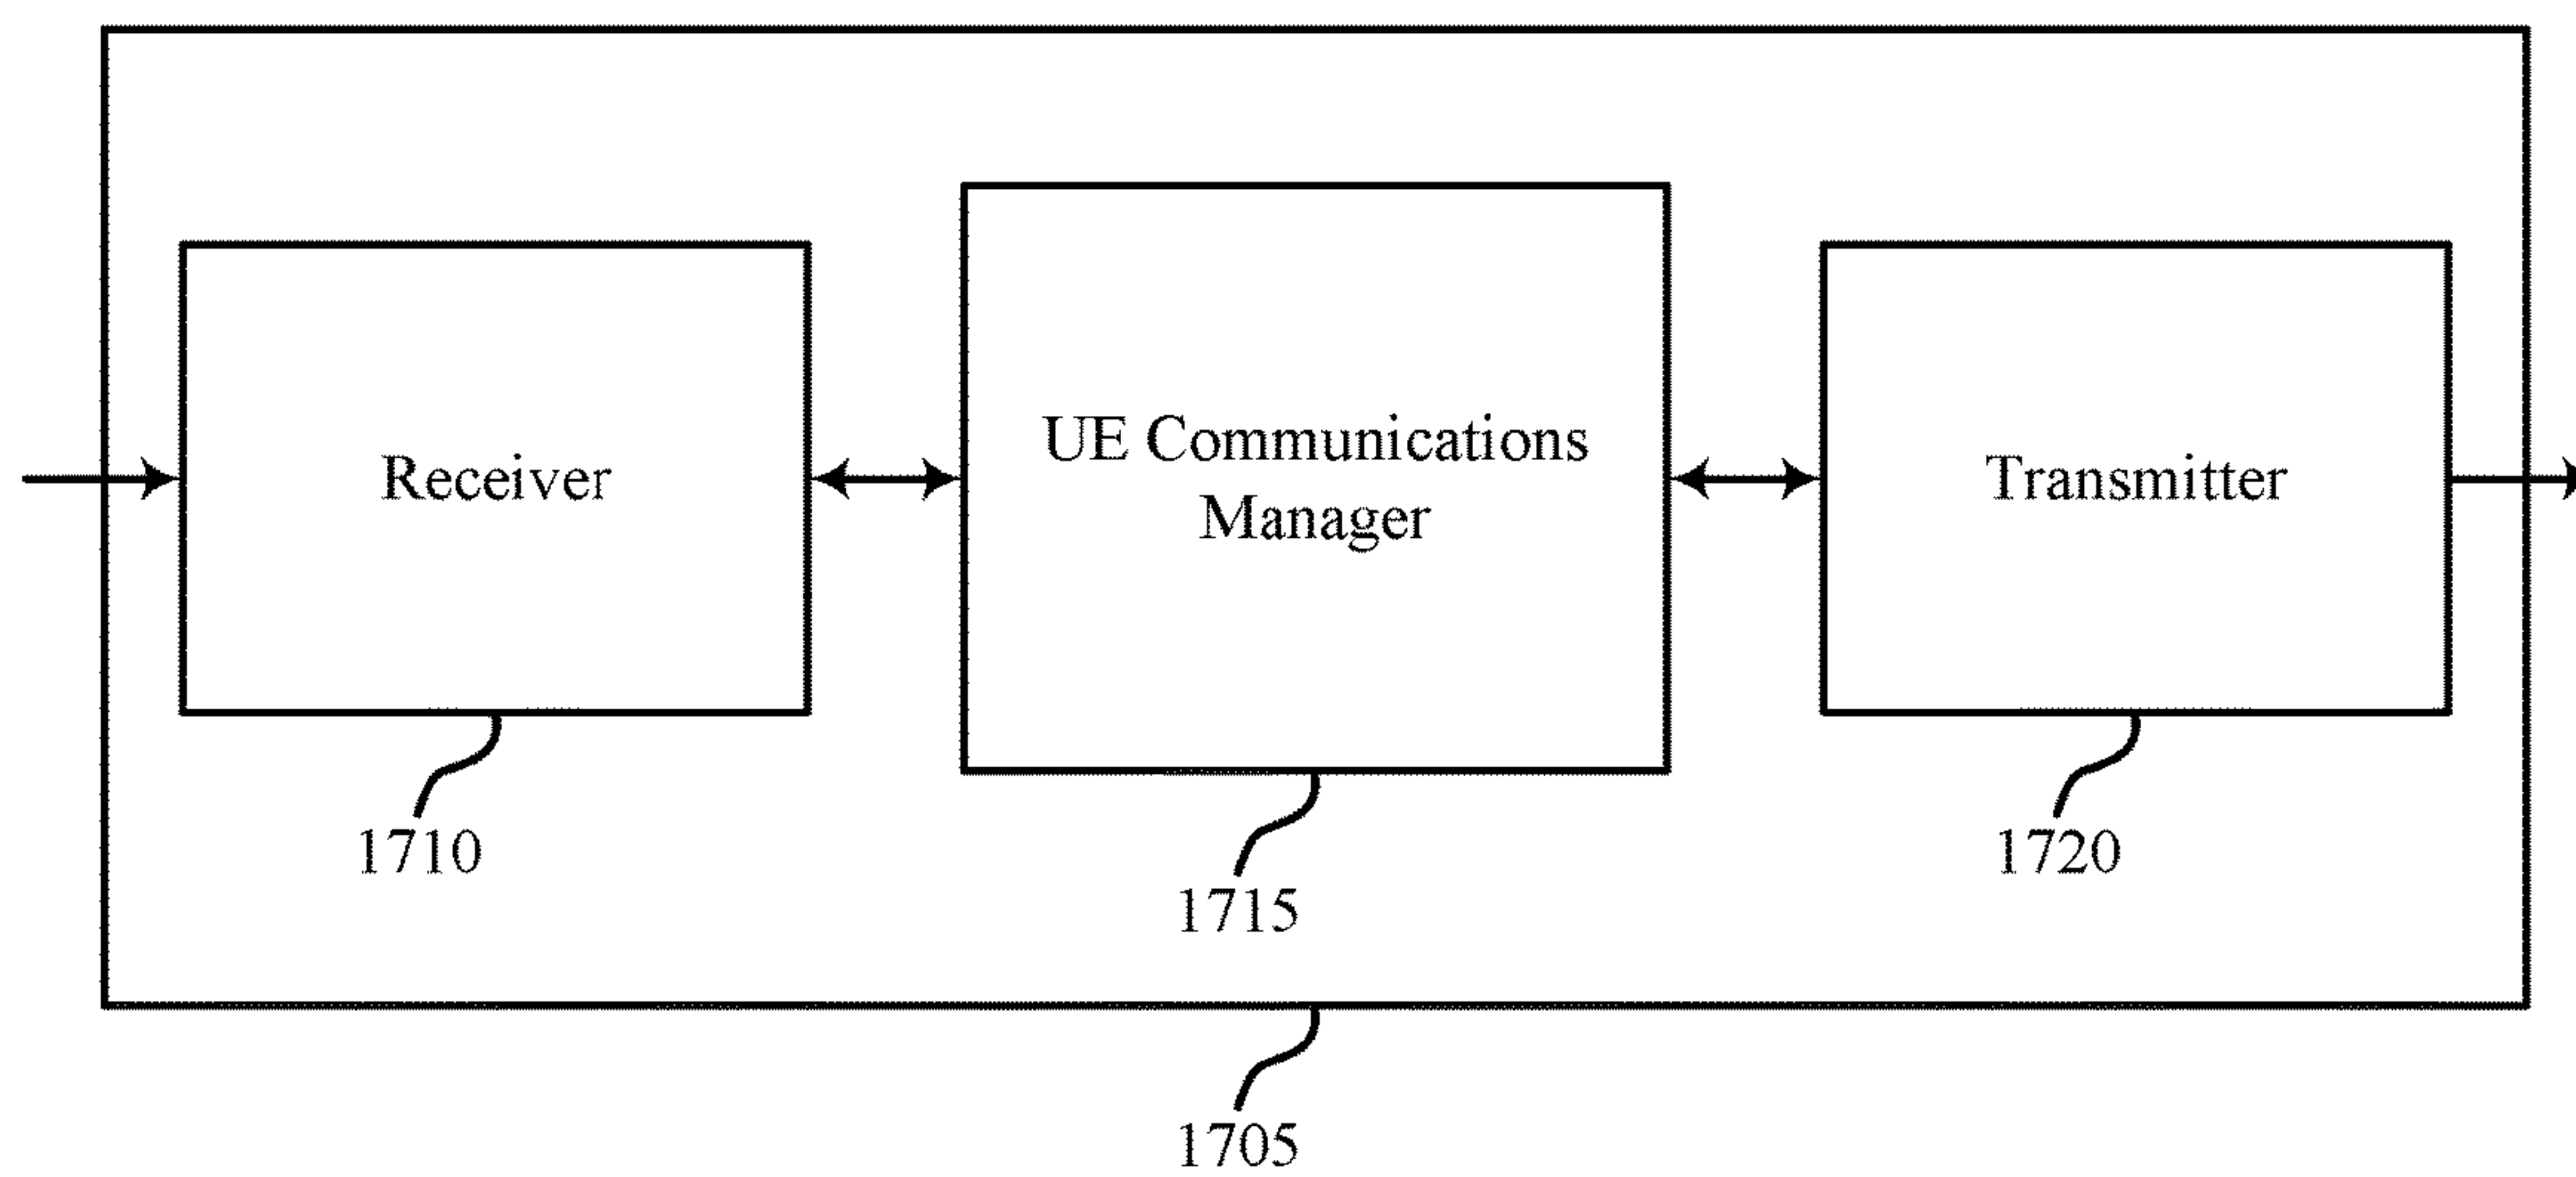 Receiver
UE Communications
Manager
Transmitter
1710
1715
1720
1705